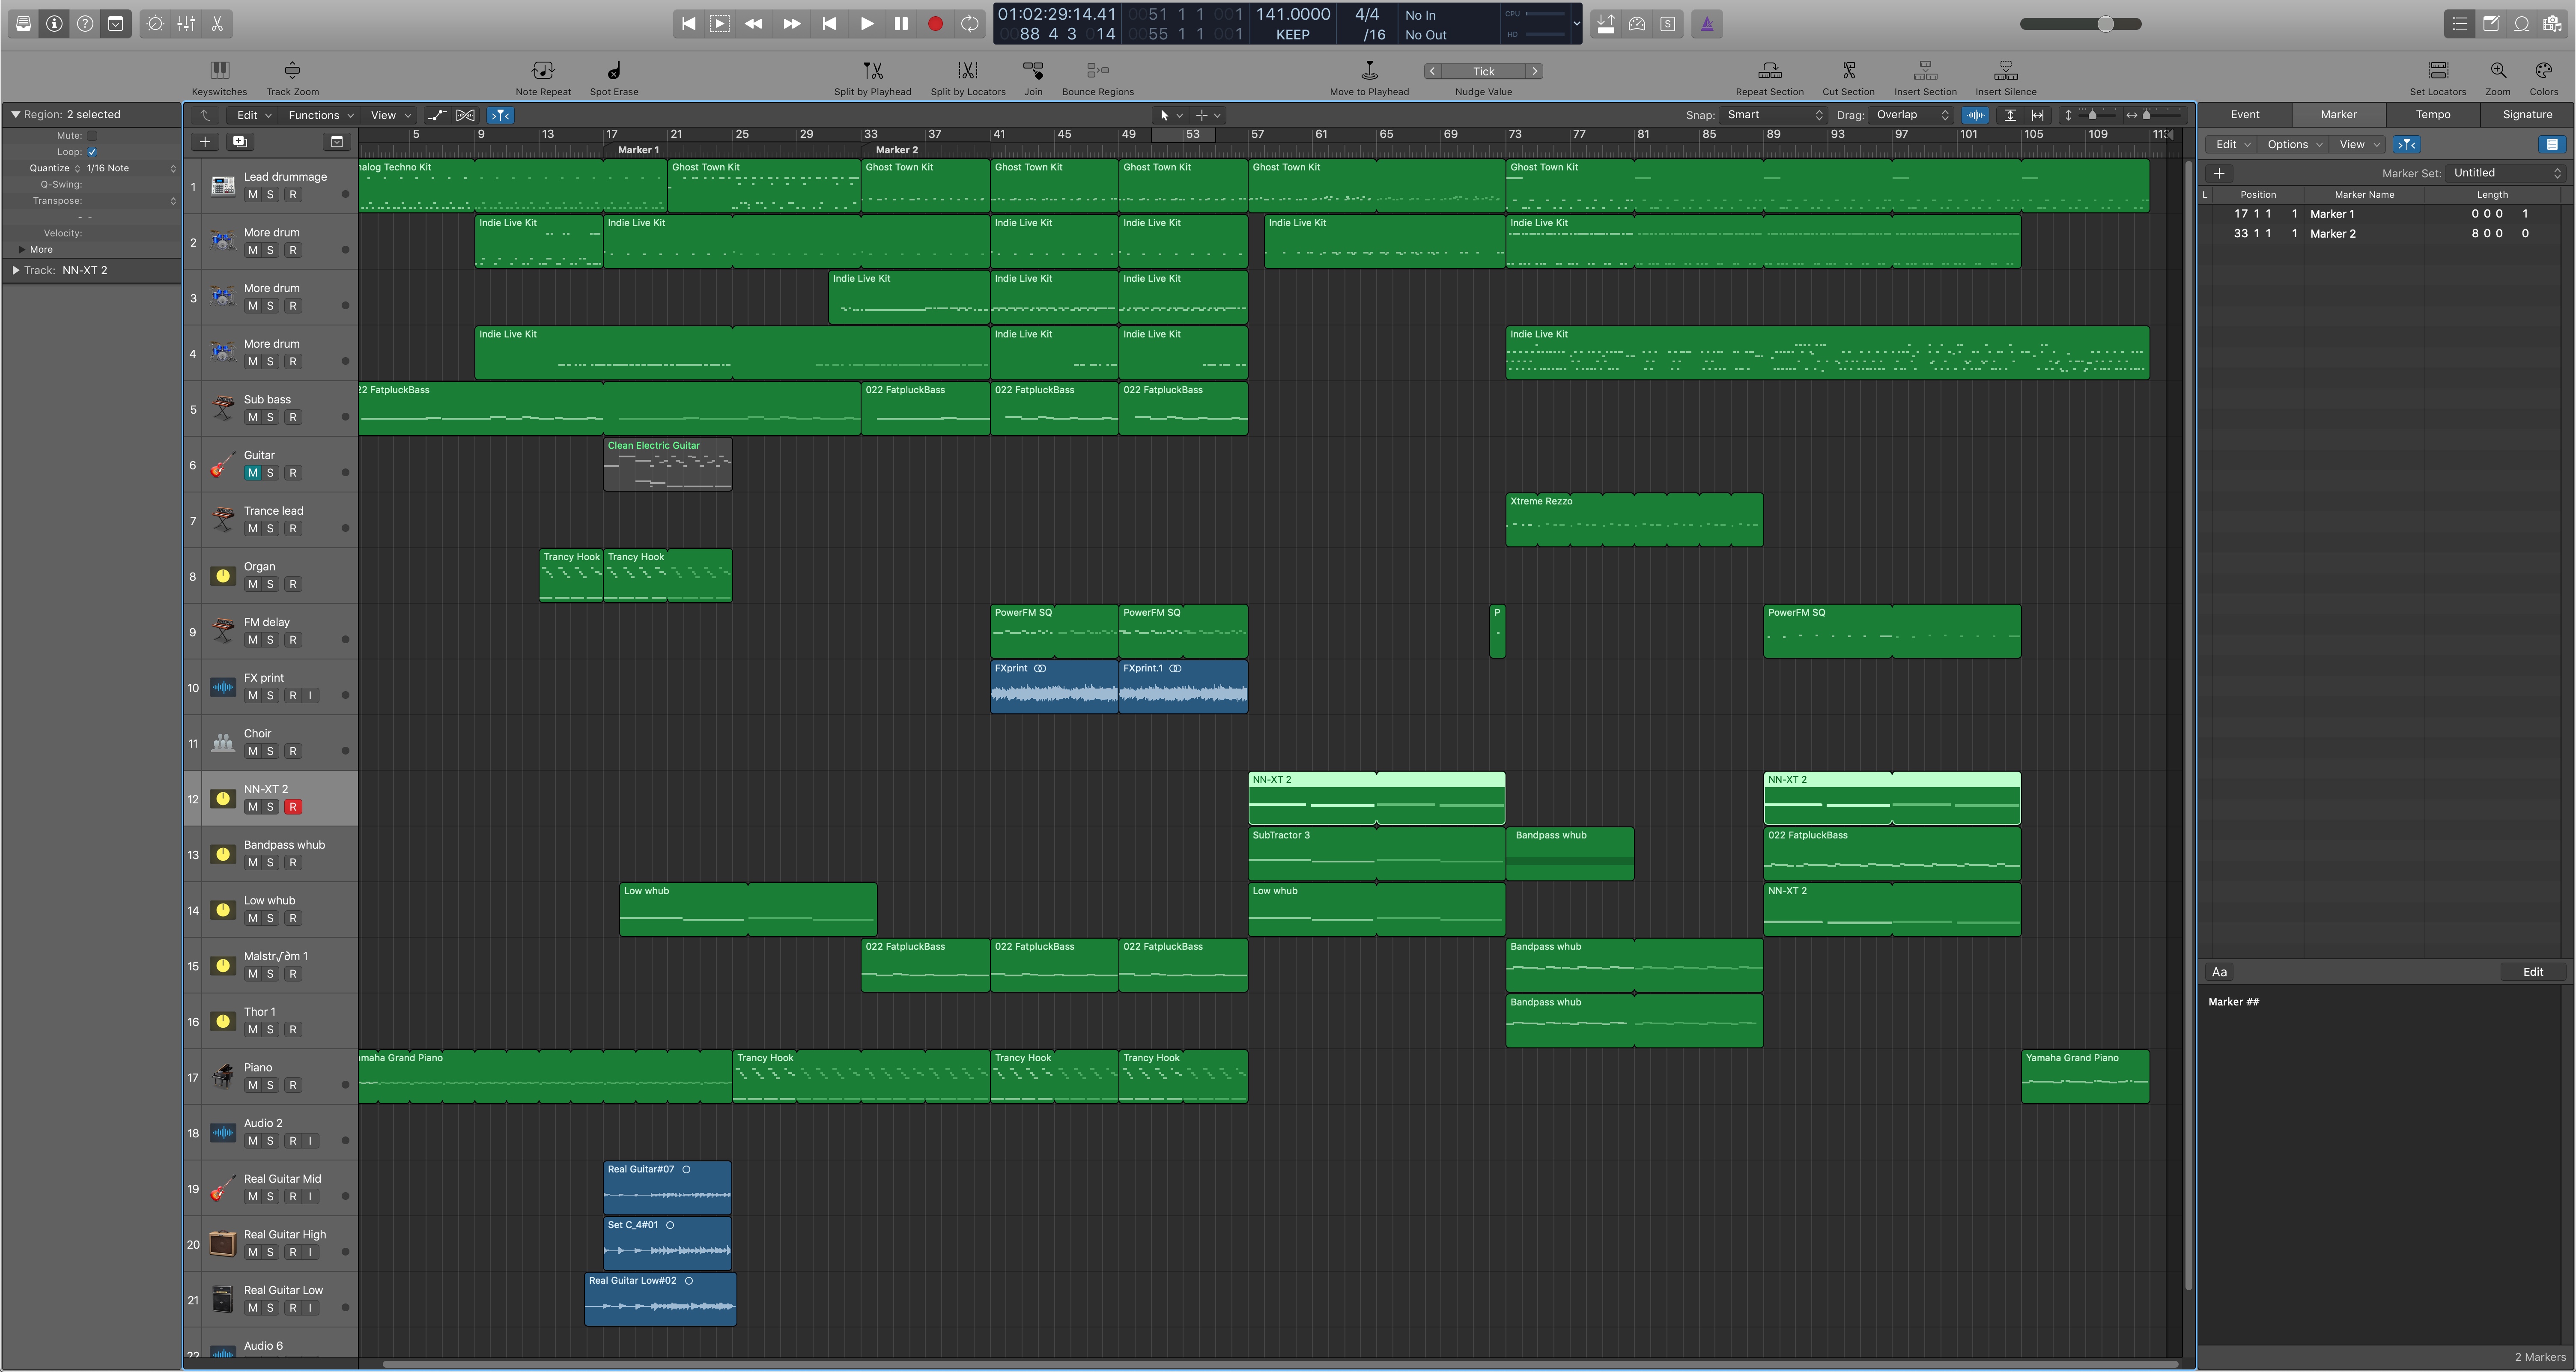 01:02:29:14.41 0051 1 1 001 141.0000 4/4 No In CPU
0088 4 3 014 0055 1 1 001 KEEP /16 No Out HD
Keyswitches Track Zoom Note Repeat Spot Erase Split by Playhead Split by Locators Join Bounce Regions Move to Playhead Tick Nudge Value Repeat Section Cut Section Insert Section Insert Silence Set Locators Zoom Colors
Region: 2 selected
Mute:
Loop:
Quantize 1/16 Note
Q-Swing:
Transpose:
- -
Velocity:
More
Track: NN-XT 2
Edit Functions View Snap: Smart Drag: Overlap
5 9 13 17 21 25 29 33 37 41 45 49 53 57 61 65 69 73 77 81 85 89 93 97 101 105 109 113
Marker 1 Marker 2
1 Lead drummage M S R
alog Techno Kit Ghost Town Kit Ghost Town Kit Ghost Town Kit Ghost Town Kit Ghost Town Kit Ghost Town Kit
2 More drum M S R
Indie Live Kit Indie Live Kit Indie Live Kit Indie Live Kit Indie Live Kit Indie Live Kit
3 More drum M S R
Indie Live Kit Indie Live Kit Indie Live Kit
4 More drum M S R
Indie Live Kit Indie Live Kit Indie Live Kit Indie Live Kit
5 Sub bass M S R
22 FatpluckBass 022 FatpluckBass 022 FatpluckBass 022 FatpluckBass
6 Guitar M S R
Clean Electric Guitar
7 Trance lead M S R
Xtreme Rezzo
8 Organ M S R
Trancy Hook Trancy Hook
9 FM delay M S R
PowerFM SQ PowerFM SQ P PowerFM SQ
10 FX print M S R I
FXprint FXprint.1
11 Choir M S R
12 NN-XT 2 M S R
NN-XT 2 NN-XT 2
13 Bandpass whub M S R
SubTractor 3 Bandpass whub 022 FatpluckBass
14 Low whub M S R
Low whub Low whub NN-XT 2
15 Malstr√∂m 1 M S R
022 FatpluckBass 022 FatpluckBass 022 FatpluckBass Bandpass whub
16 Thor 1 M S R
Bandpass whub
17 Piano M S R
maha Grand Piano Trancy Hook Trancy Hook Trancy Hook Yamaha Grand Piano
18 Audio 2 M S R I
19 Real Guitar Mid M S R I
Real Guitar#07
20 Real Guitar High M S R I
Set C_4#01
21 Real Guitar Low M S R I
Real Guitar Low#02
22 Audio 6
Event Marker Tempo Signature
Edit Options View
Marker Set: Untitled
L Position Marker Name Length
17 1 1 1 Marker 1 0 0 0 1
33 1 1 1 Marker 2 8 0 0 0
Aa Edit
Marker ##
2 Markers